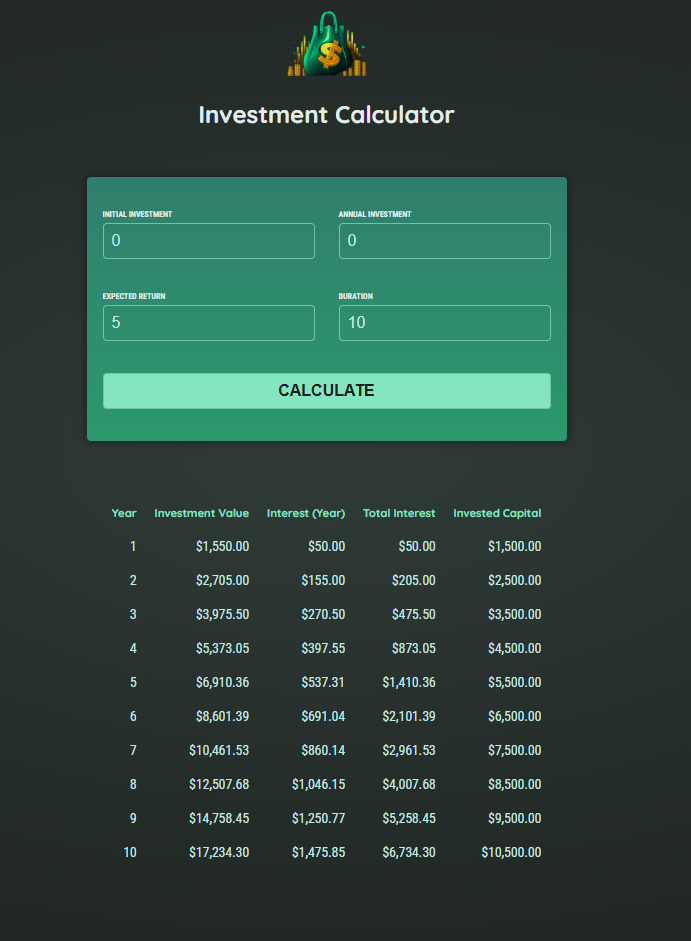 $
Investment Calculator
INITIAL INVESTMENT ANNUAL INVESTMENT
0 0
EXPECTED RETURN DURATION
5 10
CALCULATE
Year Investment Value Interest (Year) Total Interest Invested Capital
1 $1,550.00 $50.00 $50.00 $1,500.00
2 $2,705.00 $155.00 $205.00 $2,500.00
3 $3,975.50 $270.50 $475.50 $3,500.00
4 $5,373.05 $397.55 $873.05 $4,500.00
5 $6,910.36 $537.31 $1,410.36 $5,500.00
6 $8,601.39 $691.04 $2,101.39 $6,500.00
7 $10,461.53 $860.14 $2,961.53 $7,500.00
8 $12,507.68 $1,046.15 $4,007.68 $8,500.00
9 $14,758.45 $1,250.77 $5,258.45 $9,500.00
10 $17,234.30 $1,475.85 $6,734.30 $10,500.00